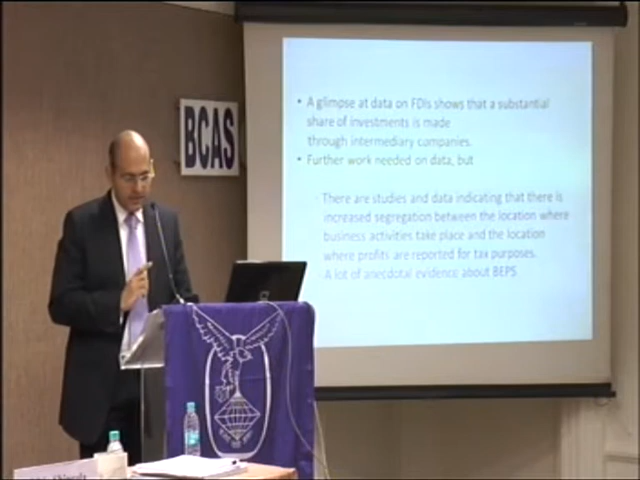 BCAS
• A glimpse at data on FDIs shows that a substantial
share of investments is made
through intermediary companies.
• Further work needed on data, but
- There are studies and data indicating that there is
increased segregation between the location where
business activities take place and the location
where profits are reported for tax purposes.
- A lot of anecdotal evidence about BEPS